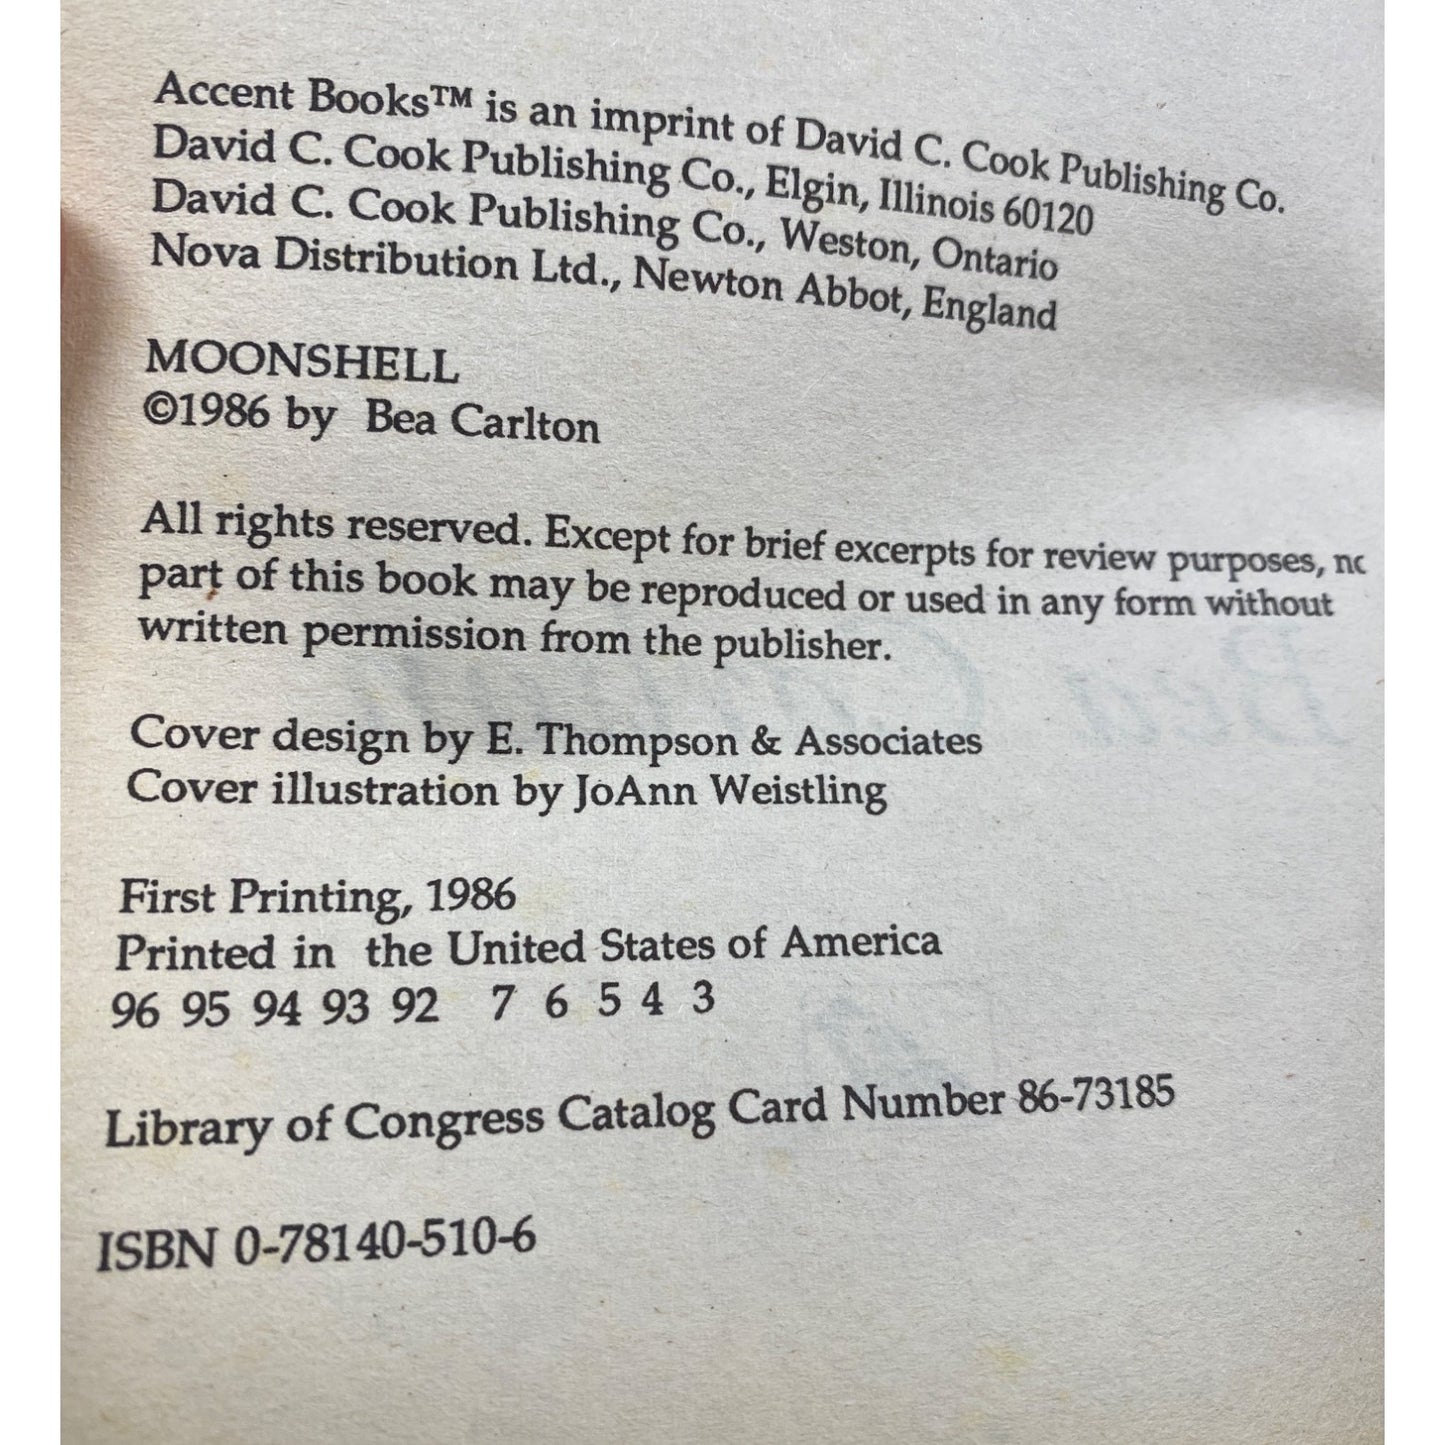 Accent Books™ is an imprint of David C. Cook Publishing Co.
David C. Cook Publishing Co., Elgin, Illinois 60120
David C. Cook Publishing Co., Weston, Ontario
Nova Distribution Ltd., Newton Abbot, England
MOONSHELL
©1986 by Bea Carlton
All rights reserved. Except for brief excerpts for review purposes, no
part of this book may be reproduced or used in any form without
written permission from the publisher.
Cover design by E. Thompson & Associates
Cover illustration by JoAnn Weistling
First Printing, 1986
Printed in the United States of America
96 95 94 93 92 7 6 5 4 3
Library of Congress Catalog Card Number 86-73185
ISBN 0-78140-510-6